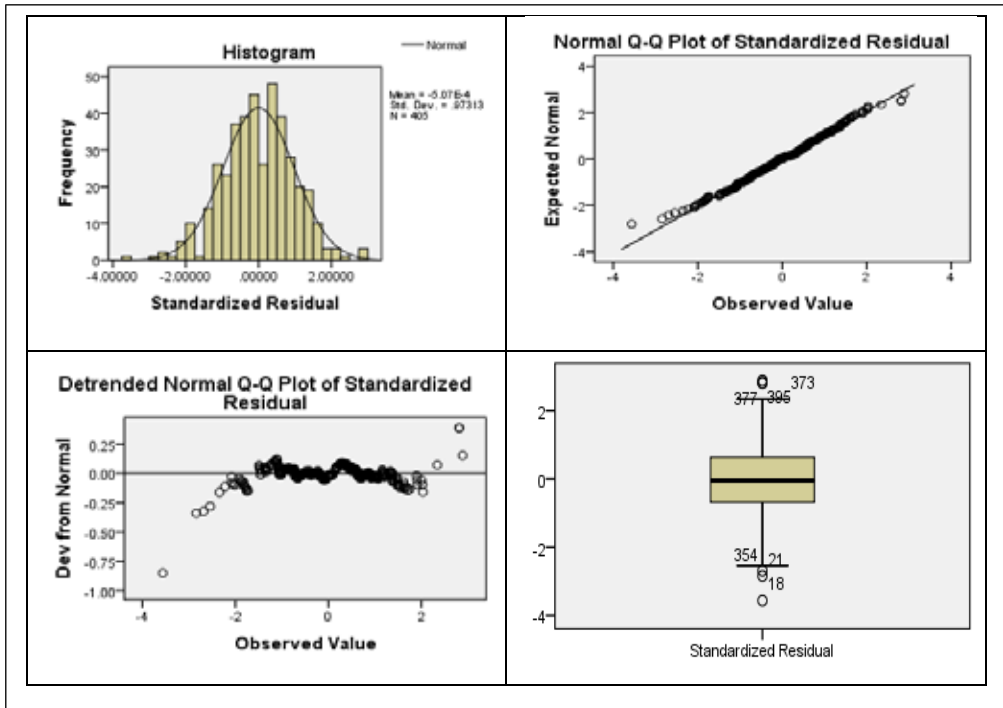 Histogram
Normal
Mean = -5.07E-4
Std. Dev. = .97313
N = 405
50
40
30
20
10
0
-4.00000 -2.00000 .00000 2.00000
Frequency
Standardized Residual
Normal Q-Q Plot of Standardized Residual
4
2
0
-2
-4
-4 -2 0 2 4
Expected Normal
Observed Value
Detrended Normal Q-Q Plot of Standardized
Residual
0.25
0.00
-0.25
-0.50
-0.75
-1.00
-4 -2 0 2
Dev from Normal
Observed Value
373
377 395
2
0
-2
-4
354 21
18
Standardized Residual